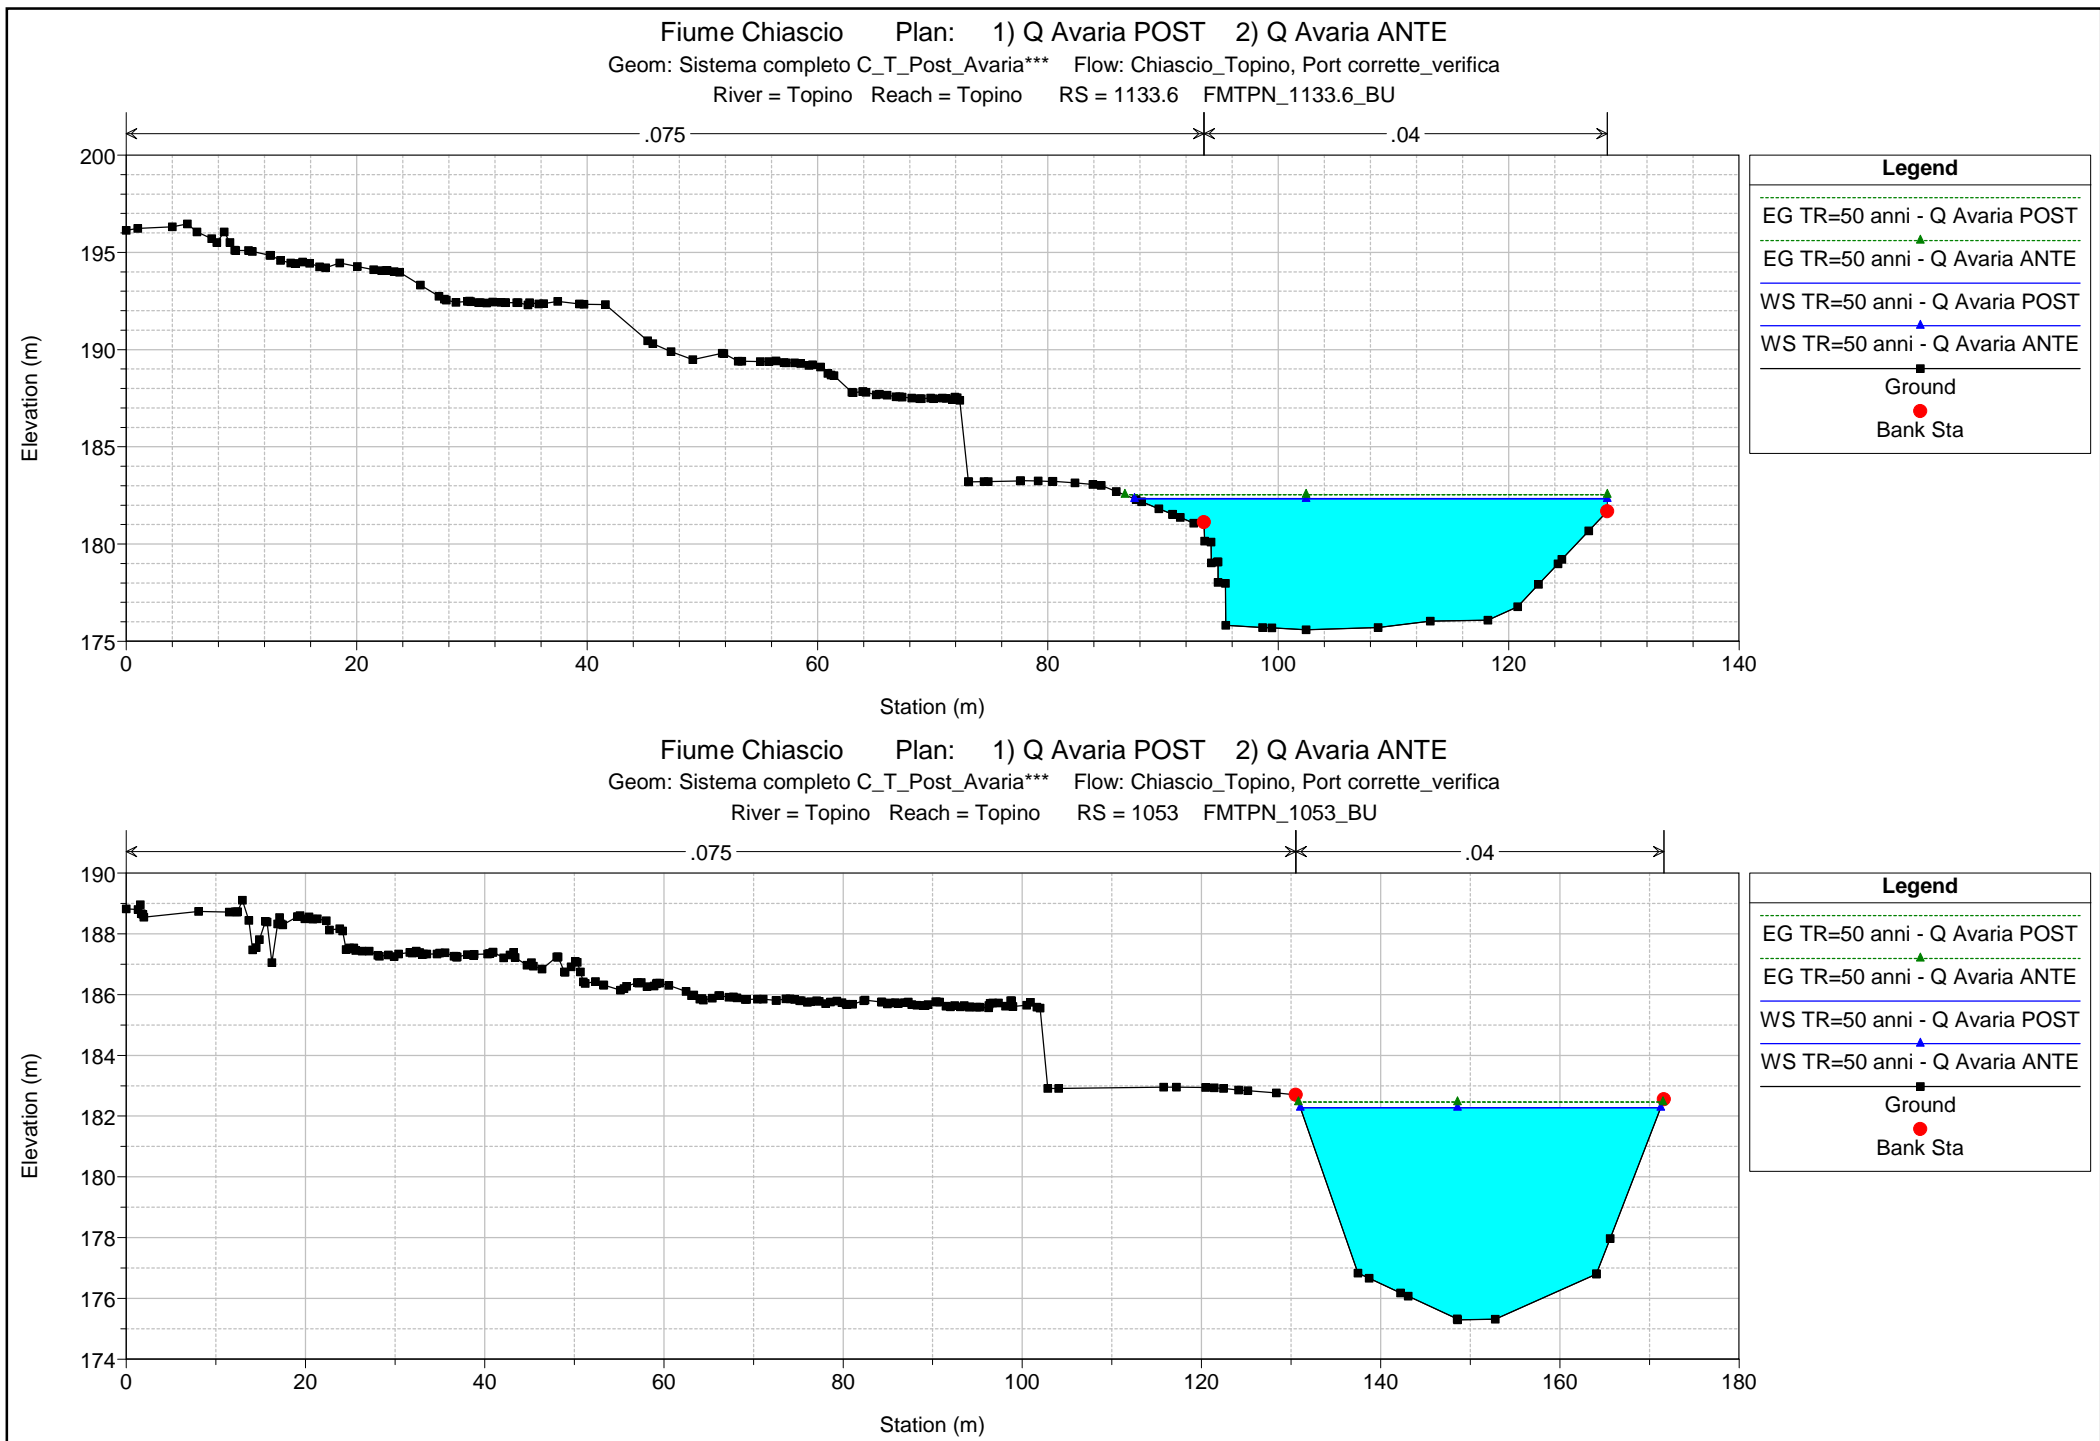 Fiume Chiascio Plan: 1) Q Avaria POST 2) Q Avaria ANTE
Geom: Sistema completo C_T_Post_Avaria*** Flow: Chiascio_Topino, Port corrette_verifica
River = Topino Reach = Topino RS = 1133.6 FMTPN_1133.6_BU
.075 .04
200
195
190
185
180
175
Elevation (m)
0 20 40 60 80 100 120 140
Station (m)
Legend
EG TR=50 anni - Q Avaria POST
EG TR=50 anni - Q Avaria ANTE
WS TR=50 anni - Q Avaria POST
WS TR=50 anni - Q Avaria ANTE
Ground
Bank Sta
Fiume Chiascio Plan: 1) Q Avaria POST 2) Q Avaria ANTE
Geom: Sistema completo C_T_Post_Avaria*** Flow: Chiascio_Topino, Port corrette_verifica
River = Topino Reach = Topino RS = 1053 FMTPN_1053_BU
.075 .04
190
188
186
184
182
180
178
176
174
Elevation (m)
0 20 40 60 80 100 120 140 160 180
Station (m)
Legend
EG TR=50 anni - Q Avaria POST
EG TR=50 anni - Q Avaria ANTE
WS TR=50 anni - Q Avaria POST
WS TR=50 anni - Q Avaria ANTE
Ground
Bank Sta